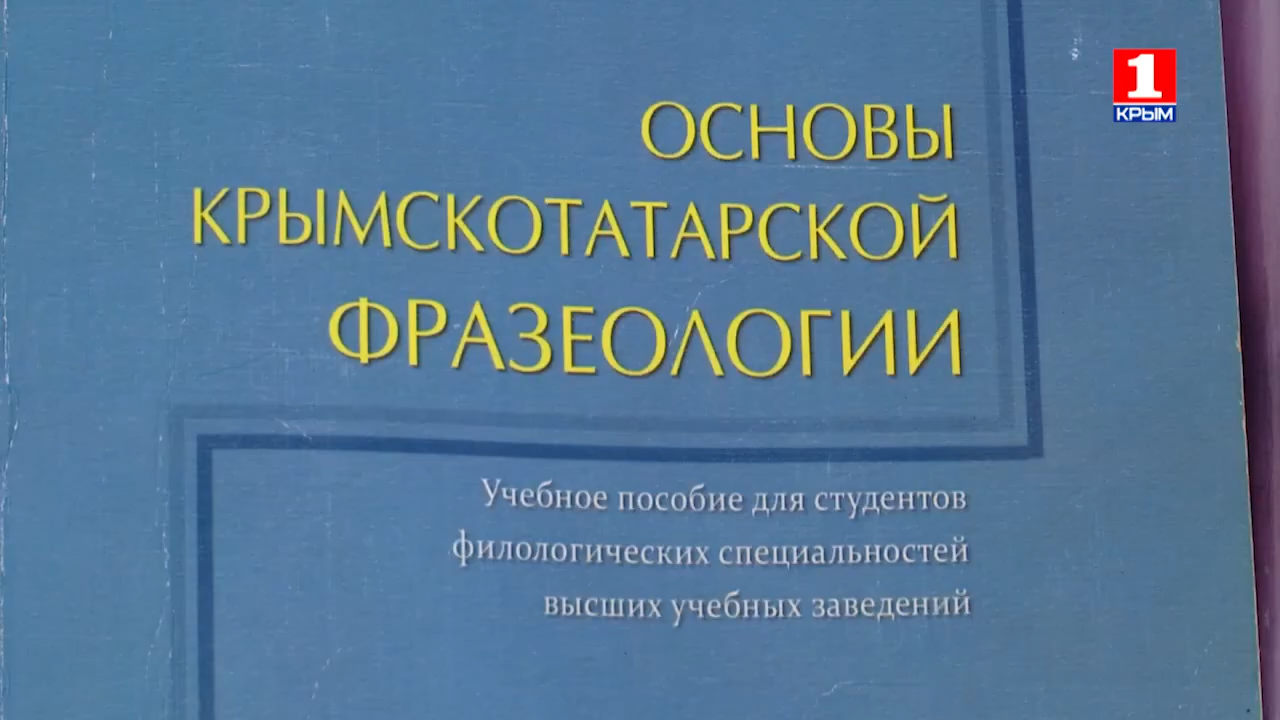 1
КРЫМ
ОСНОВЫ
КРЫМСКОТАТАРСКОЙ
ФРАЗЕОЛОГИИ
Учебное пособие для студентов
филологических специальностей
высших учебных заведений